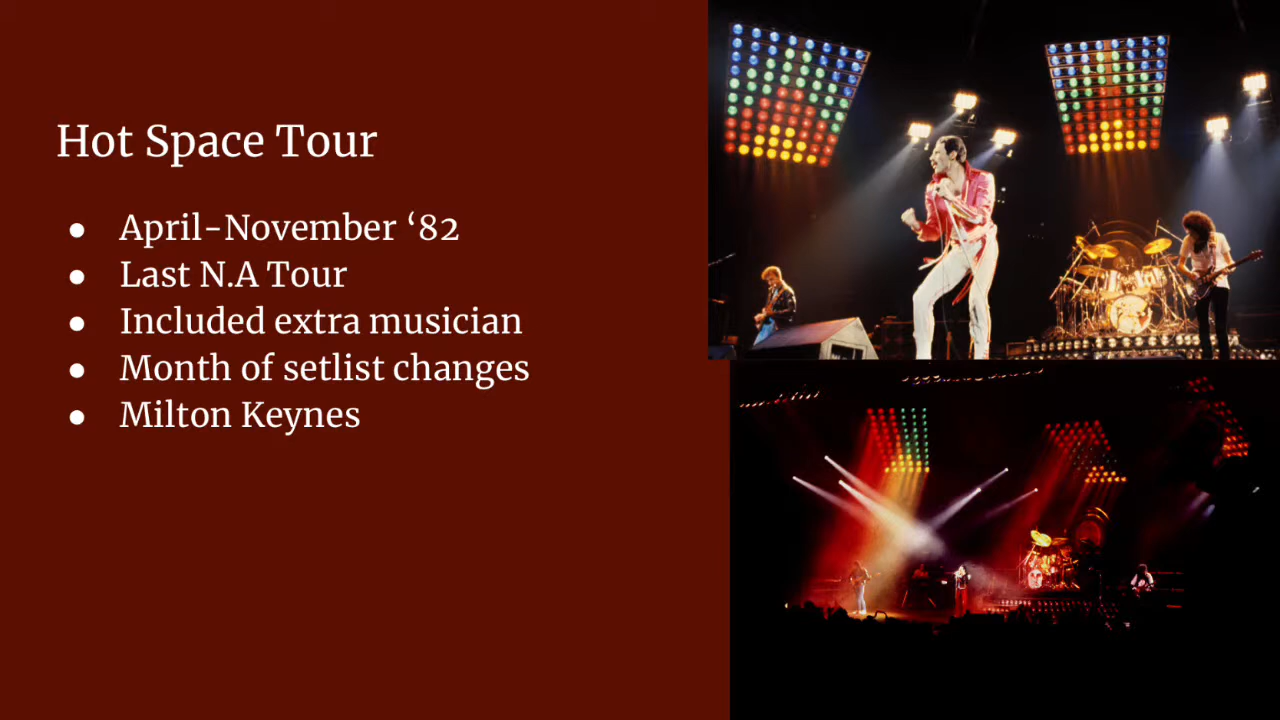 Hot Space Tour
● April-November ‘82
● Last N.A Tour
● Included extra musician
● Month of setlist changes
● Milton Keynes